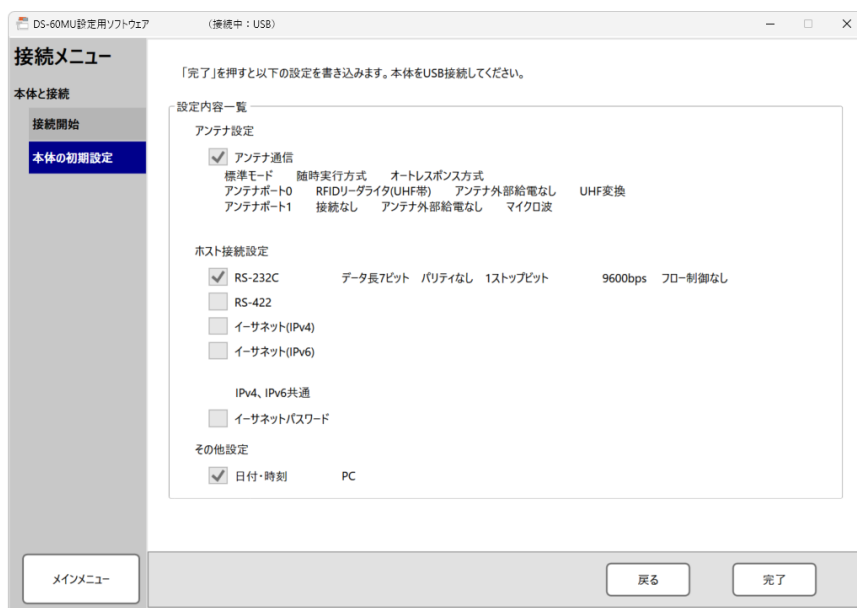 DS-60MU設定用ソフトウェア (接続中：USB)
接続メニュー
本体と接続
接続開始
本体の初期設定
「完了」を押すと以下の設定を書き込みます。本体をUSB接続してください。
設定内容一覧
アンテナ設定
アンテナ通信
標準モード 随時実行方式 オートレスポンス方式
アンテナポート0 RFIDリーダライタ(UHF帯) アンテナ外部給電なし UHF変換
アンテナポート1 接続なし アンテナ外部給電なし マイクロ波
ホスト接続設定
RS-232C データ長7ビット パリティなし 1ストップビット 9600bps フロー制御なし
RS-422
イーサネット(IPv4)
イーサネット(IPv6)
IPv4、IPv6共通
イーサネットパスワード
その他設定
日付・時刻 PC
メインメニュー
戻る
完了